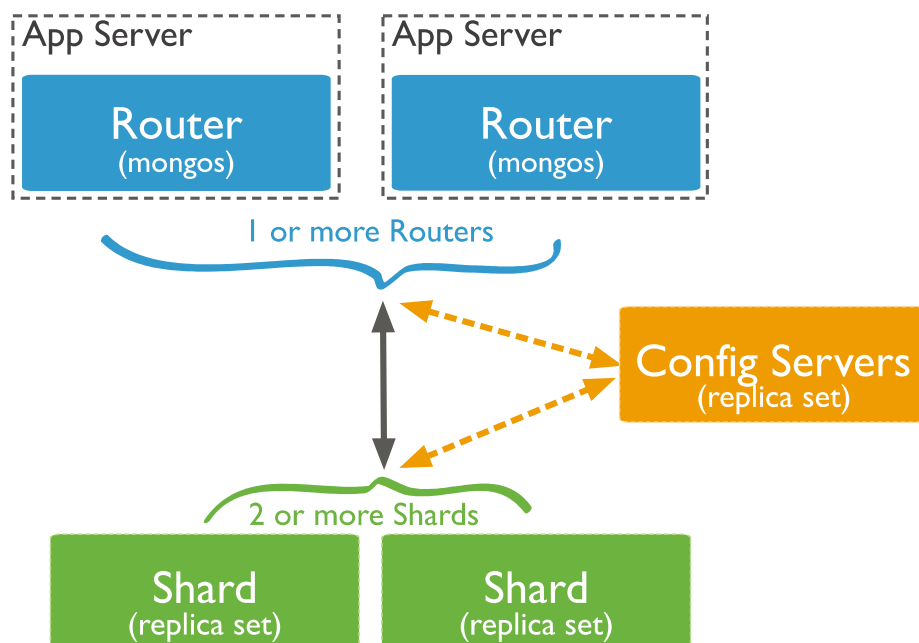 App Server
App Server
Router
(mongos)
Router
(mongos)
1 or more Routers
Config Servers
(replica set)
2 or more Shards
Shard
(replica set)
Shard
(replica set)